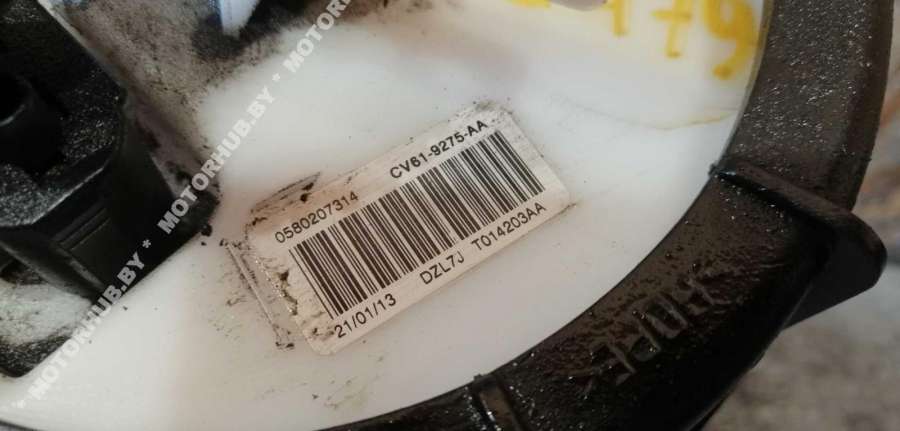 0580207314 CV61-9275-AA
21/01/13 DZL7J T014203AA
MOTORHUB.BY * MOTORHUB.BY * MOTORHUB.BY